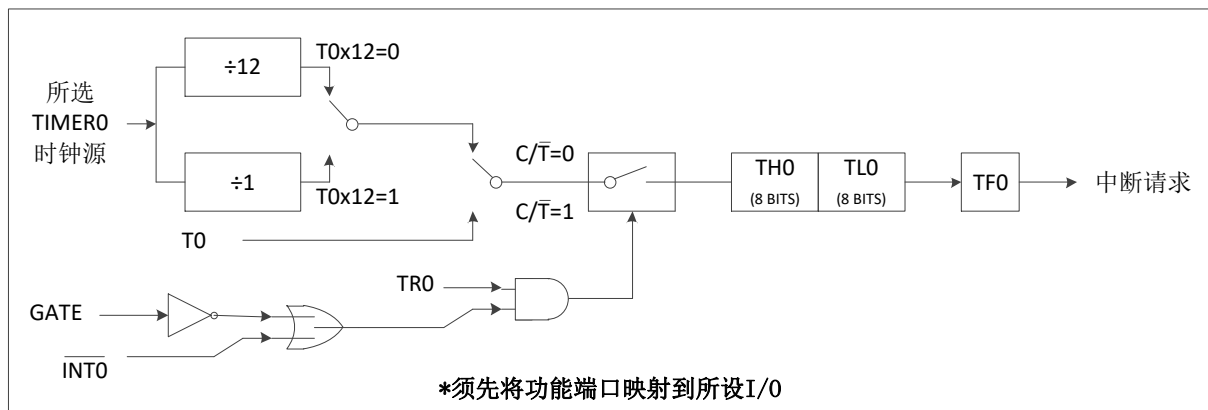 所选
TIMER0
时钟源
÷12
÷1
T0x12=0
T0x12=1
T0
C/T̅=0
C/T̅=1
TH0
(8 BITS)
TL0
(8 BITS)
TF0
中断请求
TR0
GATE
I̅N̅T̅0̅
*须先将功能端口映射到所设I/0